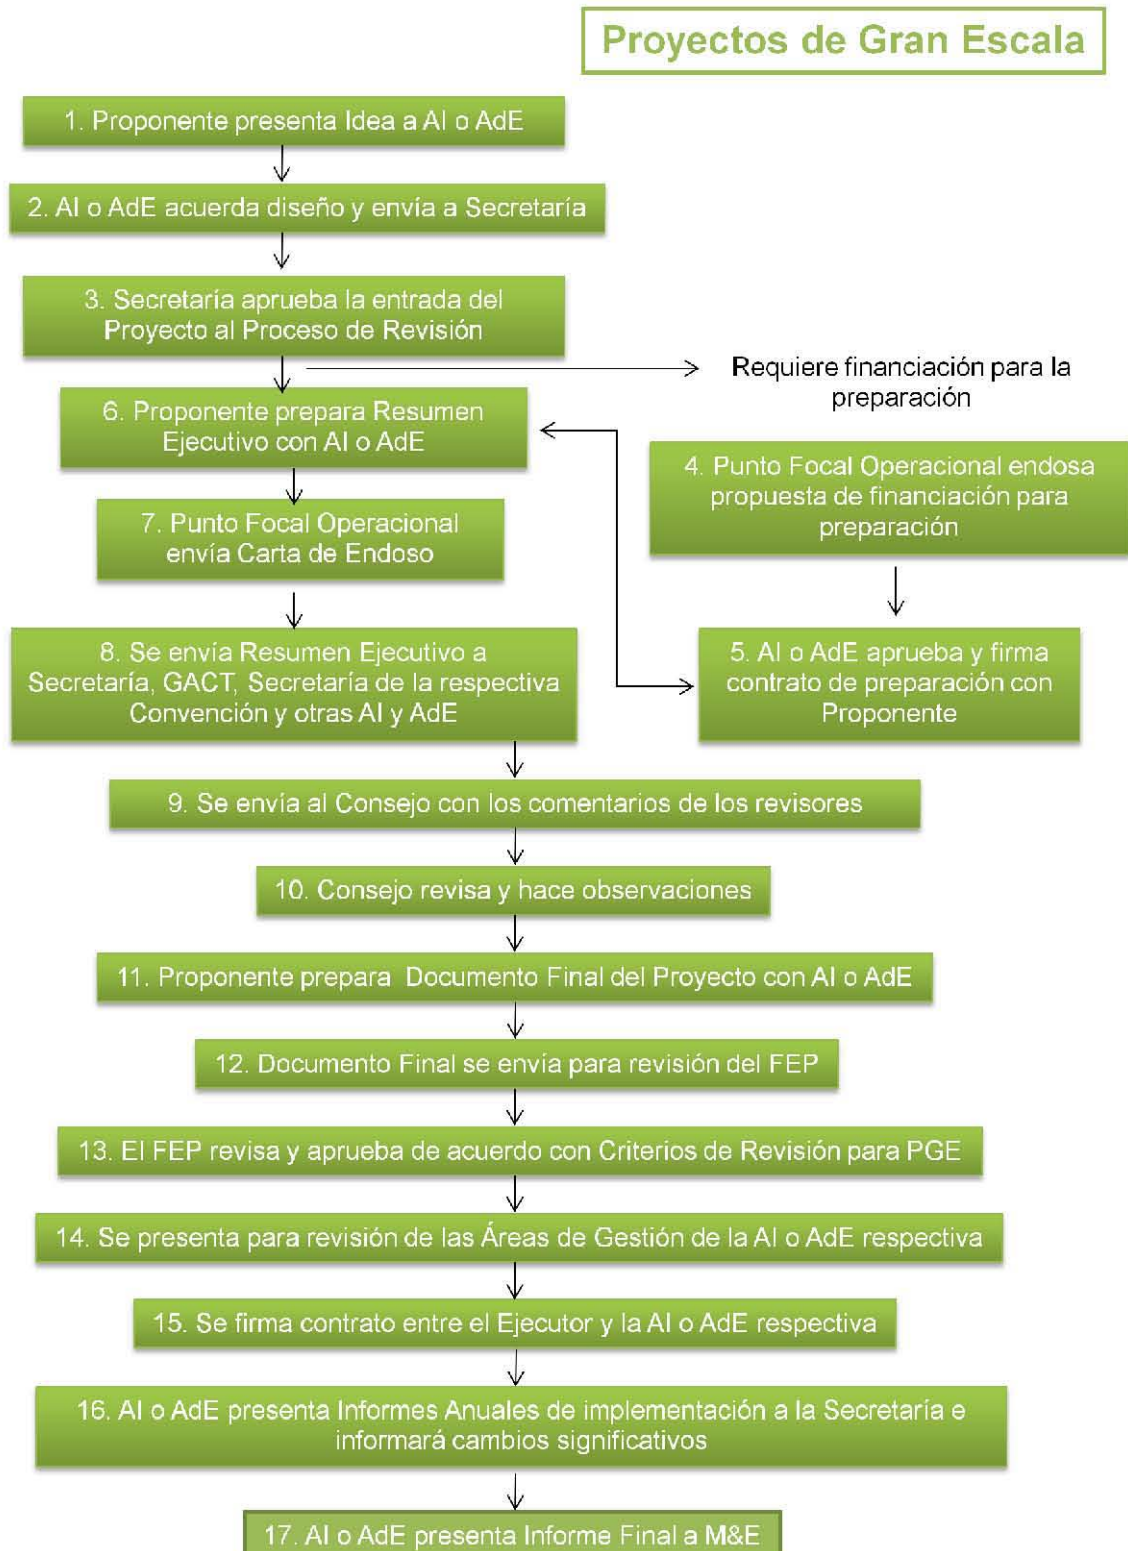 Proyectos de Gran Escala
1. Proponente presenta Idea a AI o AdE
2. AI o AdE acuerda diseño y envía a Secretaría
3. Secretaría aprueba la entrada del
Proyecto al Proceso de Revisión
Requiere financiación para la
preparación
6. Proponente prepara Resumen
Ejecutivo con AI o AdE
4. Punto Focal Operacional endosa
propuesta de financiación para
preparación
7. Punto Focal Operacional
envía Carta de Endoso
8. Se envía Resumen Ejecutivo a
Secretaría, GACT, Secretaría de la respectiva
Convención y otras AI y AdE
5. AI o AdE aprueba y firma
contrato de preparación con
Proponente
9. Se envía al Consejo con los comentarios de los revisores
10. Consejo revisa y hace observaciones
11. Proponente prepara Documento Final del Proyecto con AI o AdE
12. Documento Final se envía para revisión del FEP
13. El FEP revisa y aprueba de acuerdo con Criterios de Revisión para PGE
14. Se presenta para revisión de las Áreas de Gestión de la AI o AdE respectiva
15. Se firma contrato entre el Ejecutor y la AI o AdE respectiva
16. AI o AdE presenta Informes Anuales de implementación a la Secretaría e
informará cambios significativos
17. AI o AdE presenta Informe Final a M&E